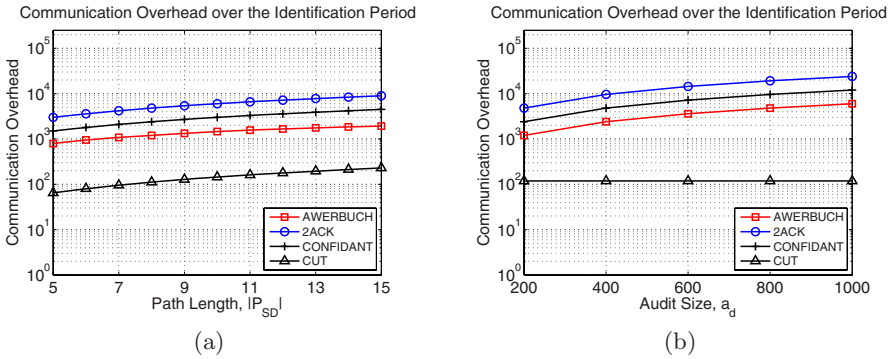 Communication Overhead over the Identification Period
Communication Overhead
10^5
10^4
10^3
10^2
10^1
10^0
AWERBUCH
2ACK
CONFIDANT
CUT
5 7 9 11 13 15
Path Length, |P_SD|
(a)
Communication Overhead over the Identification Period
Communication Overhead
10^5
10^4
10^3
10^2
10^1
10^0
AWERBUCH
2ACK
CONFIDANT
CUT
200 400 600 800 1000
Audit Size, a_d
(b)